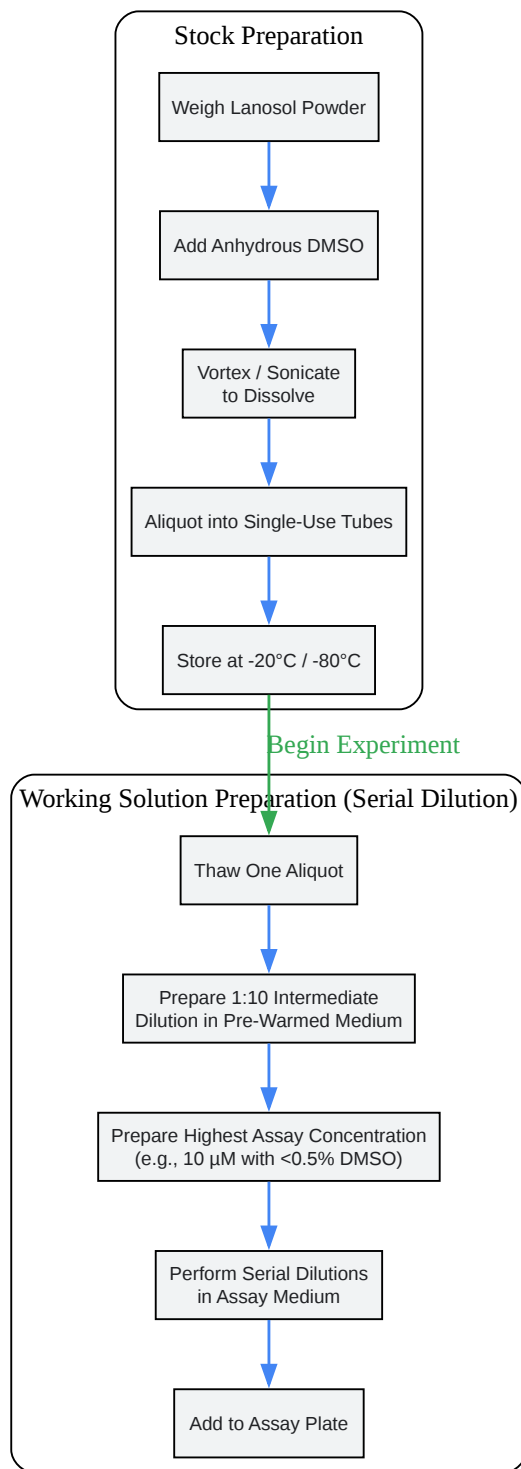 Stock Preparation
Weigh Lanosol Powder
Add Anhydrous DMSO
Vortex / Sonicate
to Dissolve
Aliquot into Single-Use Tubes
Store at -20°C / -80°C
Begin Experiment
Working Solution Preparation (Serial Dilution)
Thaw One Aliquot
Prepare 1:10 Intermediate
Dilution in Pre-Warmed Medium
Prepare Highest Assay Concentration
(e.g., 10 µM with <0.5% DMSO)
Perform Serial Dilutions
in Assay Medium
Add to Assay Plate